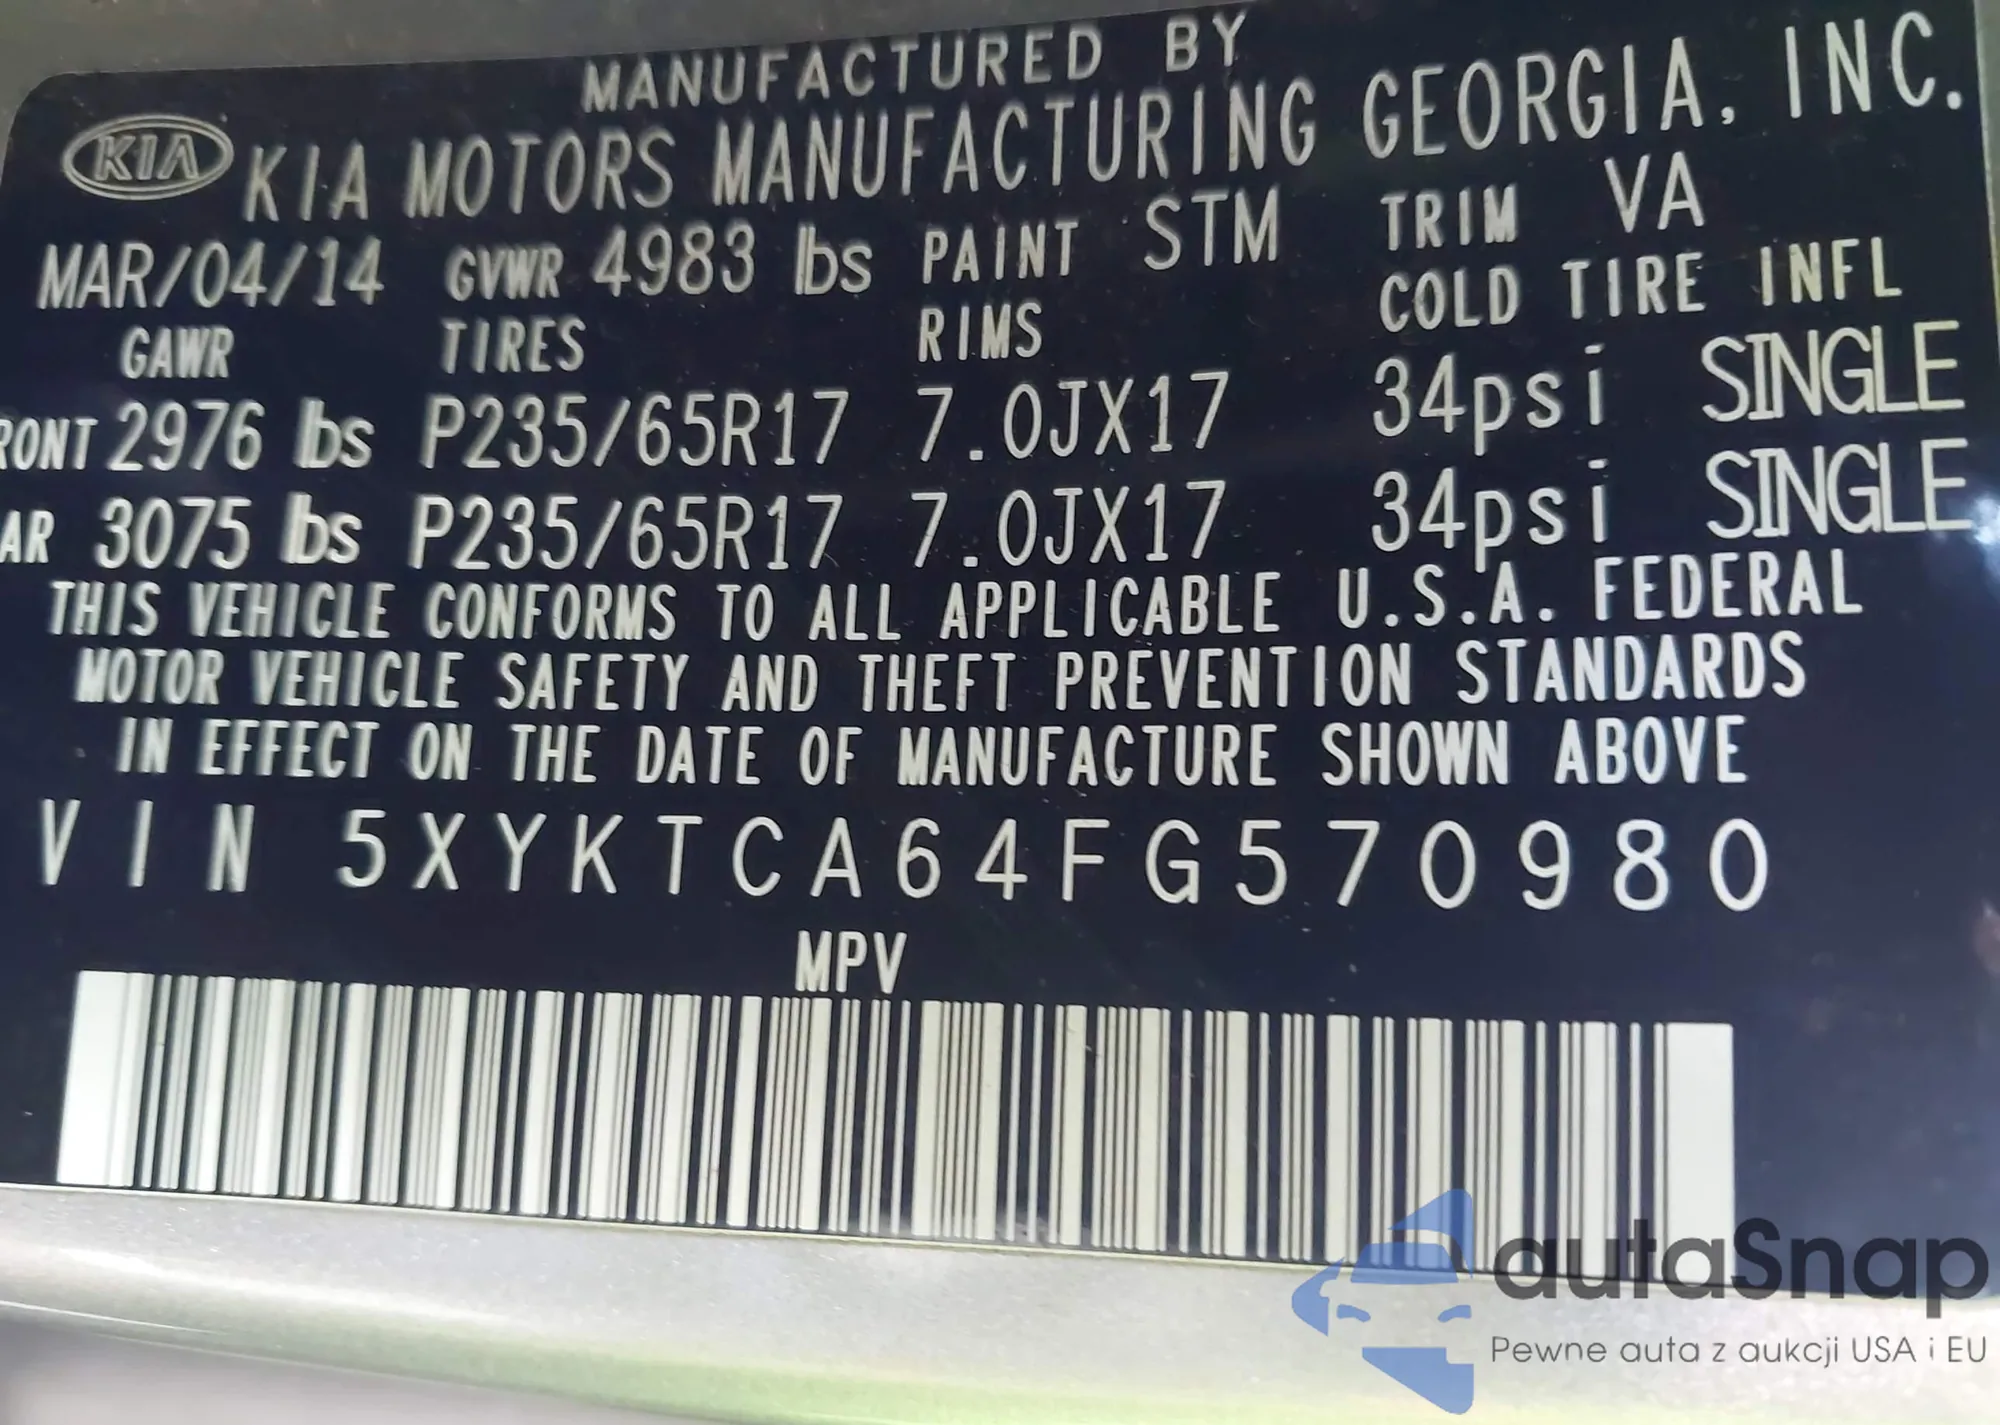 MANUFACTURED BY
KIA KIA MOTORS MANUFACTURING GEORGIA, INC.
MAR/04/14 GVWR 4983 lbs PAINT STM TRIM VA
GAWR TIRES RIMS COLD TIRE INFL
RONT 2976 lbs P235/65R17 7.0JX17 34psi SINGLE
AR 3075 lbs P235/65R17 7.0JX17 34psi SINGLE
THIS VEHICLE CONFORMS TO ALL APPLICABLE U.S.A. FEDERAL
MOTOR VEHICLE SAFETY AND THEFT PREVENTION STANDARDS
IN EFFECT ON THE DATE OF MANUFACTURE SHOWN ABOVE
VIN 5XYKTCA64FG570980
MPV
autaSnap
Pewne auta z aukcji USA i EU